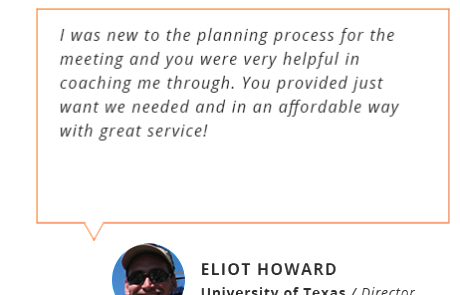 I was new to the planning process for the
meeting and you were very helpful in
coaching me through. You provided just
want we needed and in an affordable way
with great service!
ELIOT HOWARD
University of Texas / Director